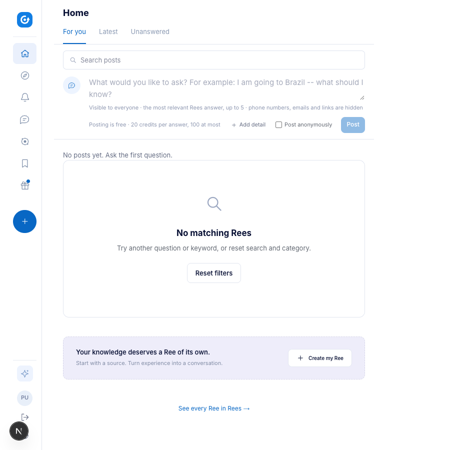 Home
For you
Latest
Unanswered
Search posts
What would you like to ask? For example: I am going to Brazil -- what should I
know?
Visible to everyone · the most relevant Rees answer, up to 5 · phone numbers, emails and links are hidden
Posting is free · 20 credits per answer, 100 at most
+ Add detail
Post anonymously
Post
No posts yet. Ask the first question.
No matching Rees
Try another question or keyword, or reset search and category.
Reset filters
Your knowledge deserves a Ree of its own.
Start with a source. Turn experience into a conversation.
+ Create my Ree
See every Ree in Rees →
PU
N